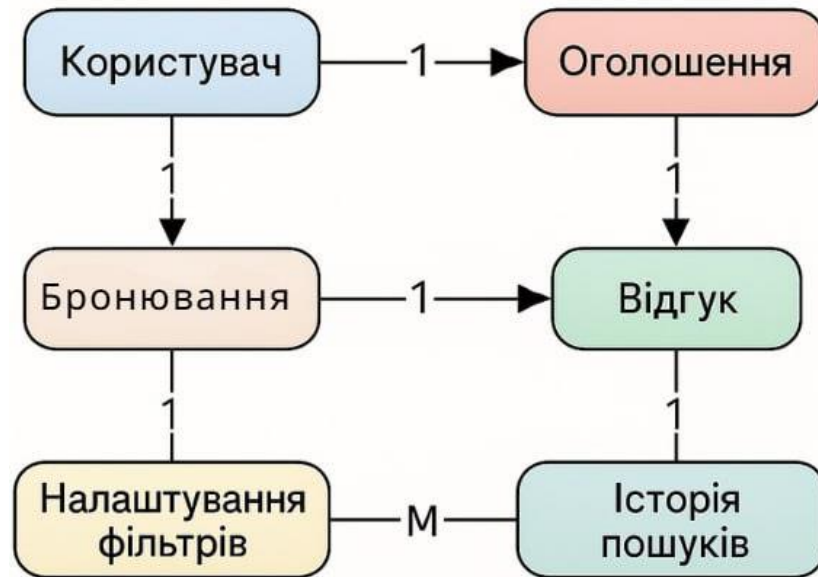 Користувач
1
Оголошення
1
1
Бронювання
1
Відгук
1
1
Налаштування
фільтрів
М
Історія
пошуків